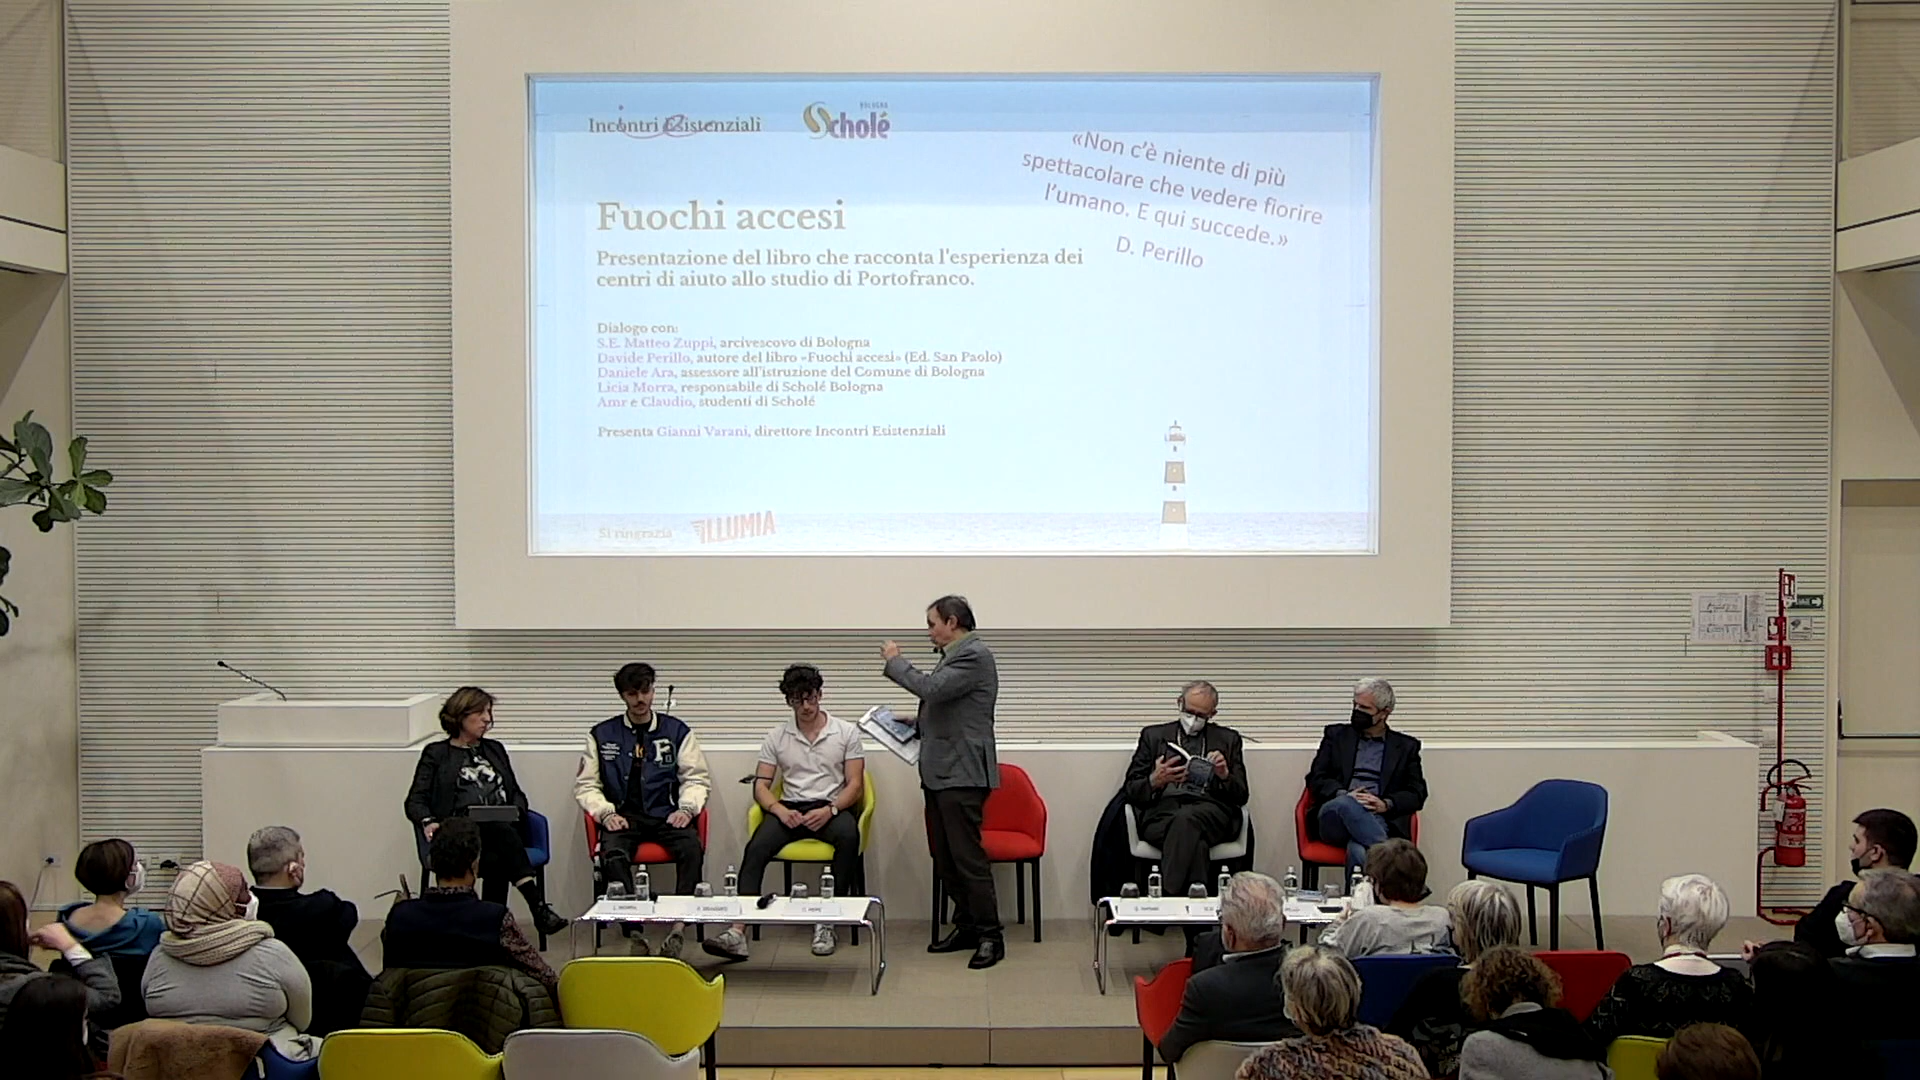 Incontri Esistenziali
BOLOGNA
Scholé
«Non c'è niente di più
spettacolare che vedere fiorire
l'umano. E qui succede.»
D. Perillo
Fuochi accesi
Presentazione del libro che racconta l'esperienza dei
centri di aiuto allo studio di Portofranco.
Dialogo con:
S.E. Matteo Zuppi, arcivescovo di Bologna
Davide Perillo, autore del libro «Fuochi accesi» (Ed. San Paolo)
Daniele Ara, assessore all'istruzione del Comune di Bologna
Licia Morra, responsabile di Scholé Bologna
Amr e Claudio, studenti di Scholé
Presenta Gianni Varani, direttore Incontri Esistenziali
Si ringrazia
ILLUMIA
F